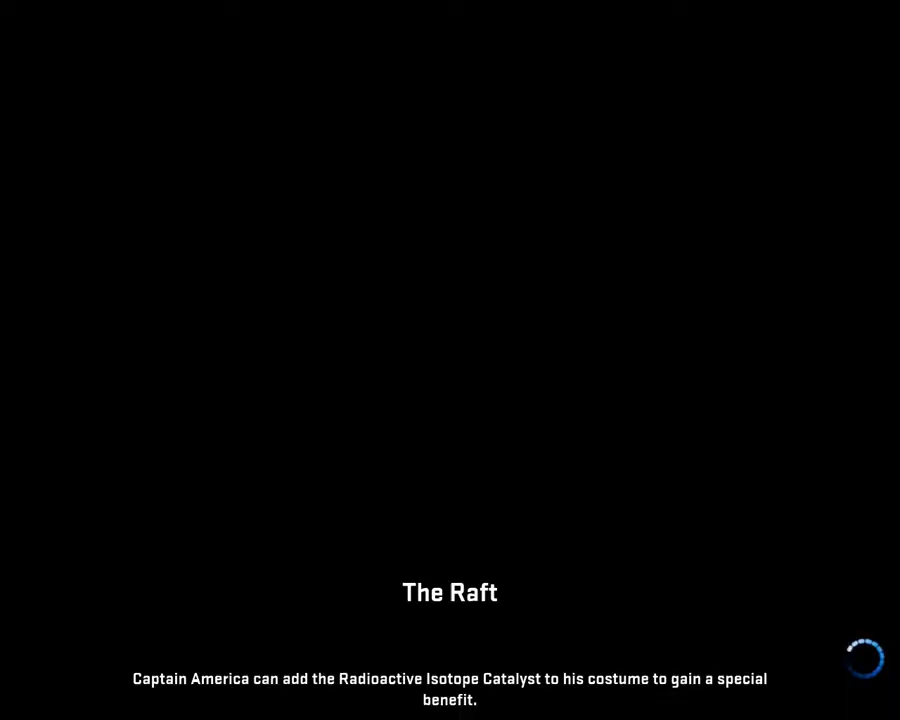 The Raft
Captain America can add the Radioactive Isotope Catalyst to his costume to gain a special
benefit.